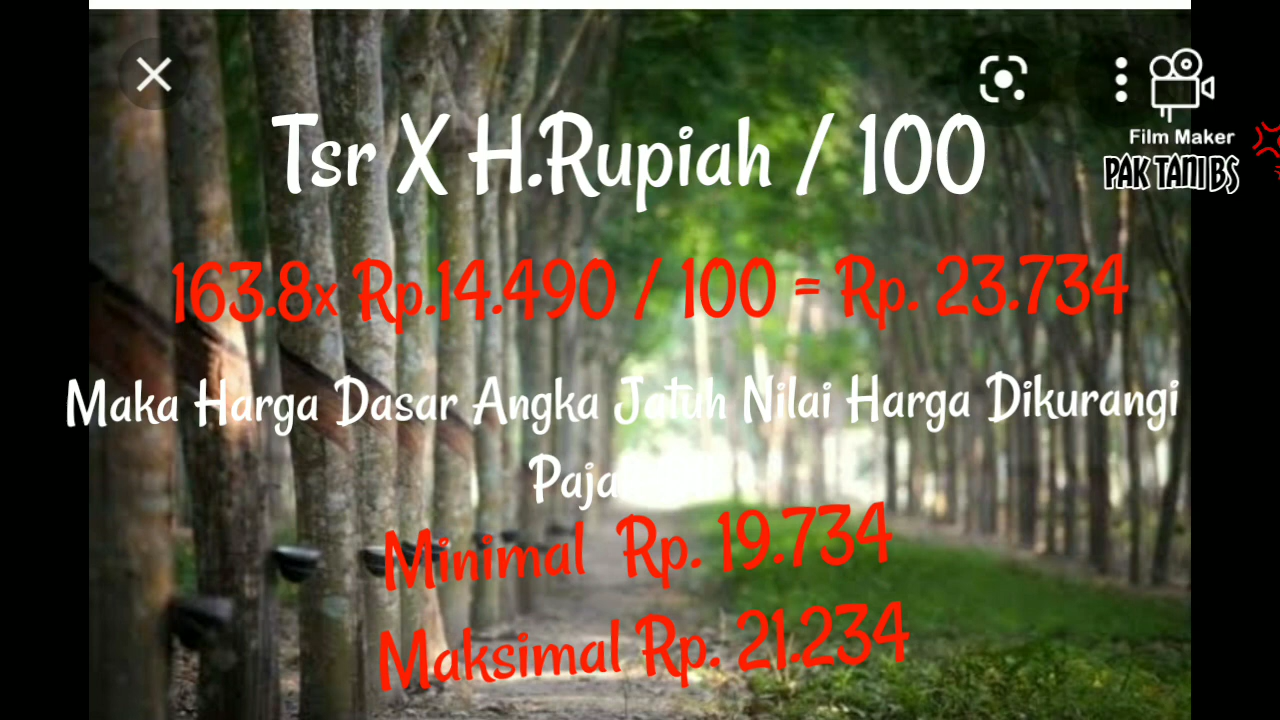 Tsr X H.Rupiah / 100
Film Maker
PAK TANI BS
163.8x Rp.14.490 / 100 = Rp. 23.734
Maka Harga Dasar Angka Jatuh Nilai Harga Dikurangi
Minimal Rp. 19.734
Maksimal Rp. 21.234